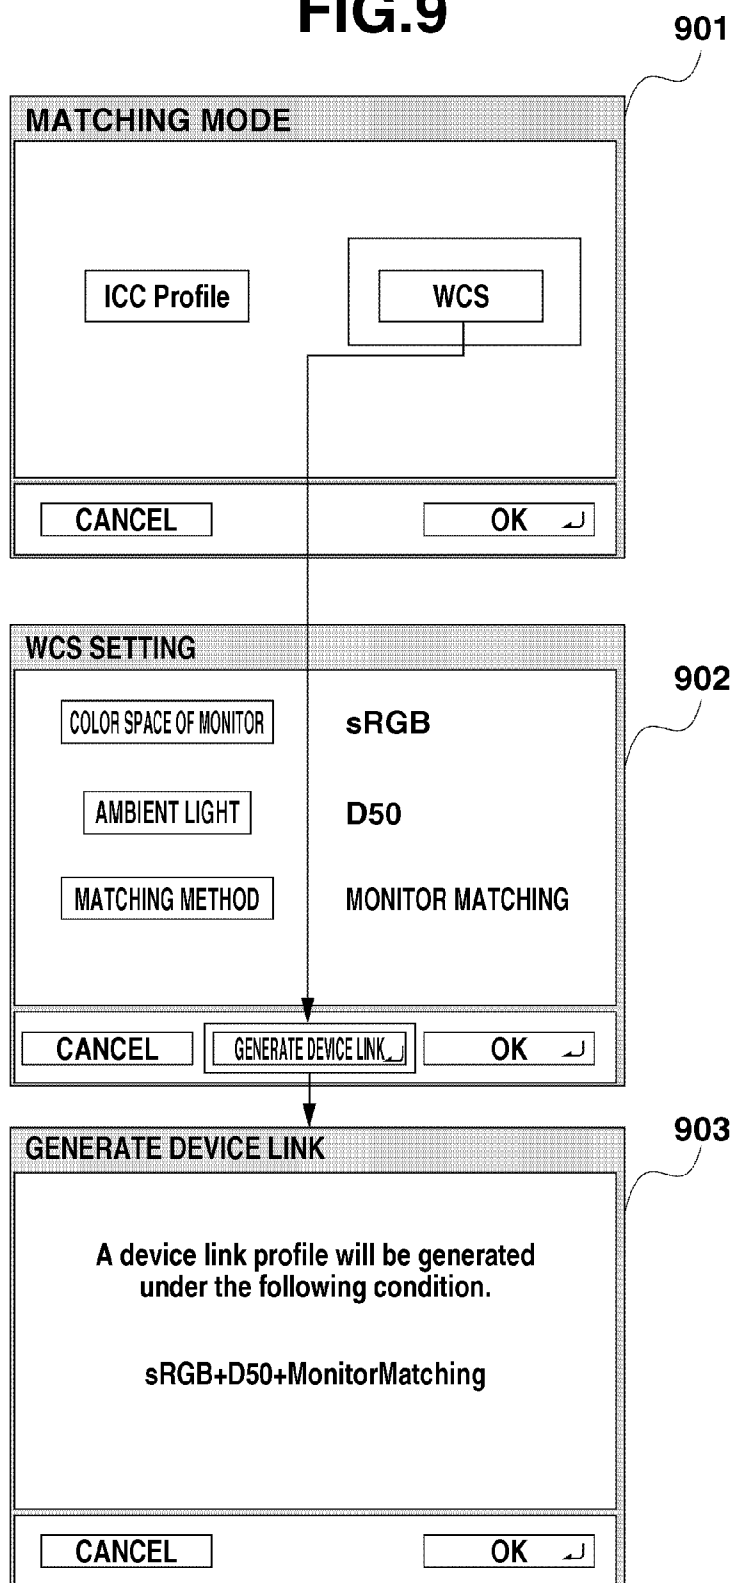 FIG.9
901
MATCHING MODE
ICC Profile WCS
CANCEL OK
WCS SETTING
902
COLOR SPACE OF MONITOR sRGB
AMBIENT LIGHT D50
MATCHING METHOD MONITOR MATCHING
CANCEL GENERATE DEVICE LINK OK
903
GENERATE DEVICE LINK
A device link profile will be generated
under the following condition.
sRGB+D50+MonitorMatching
CANCEL OK